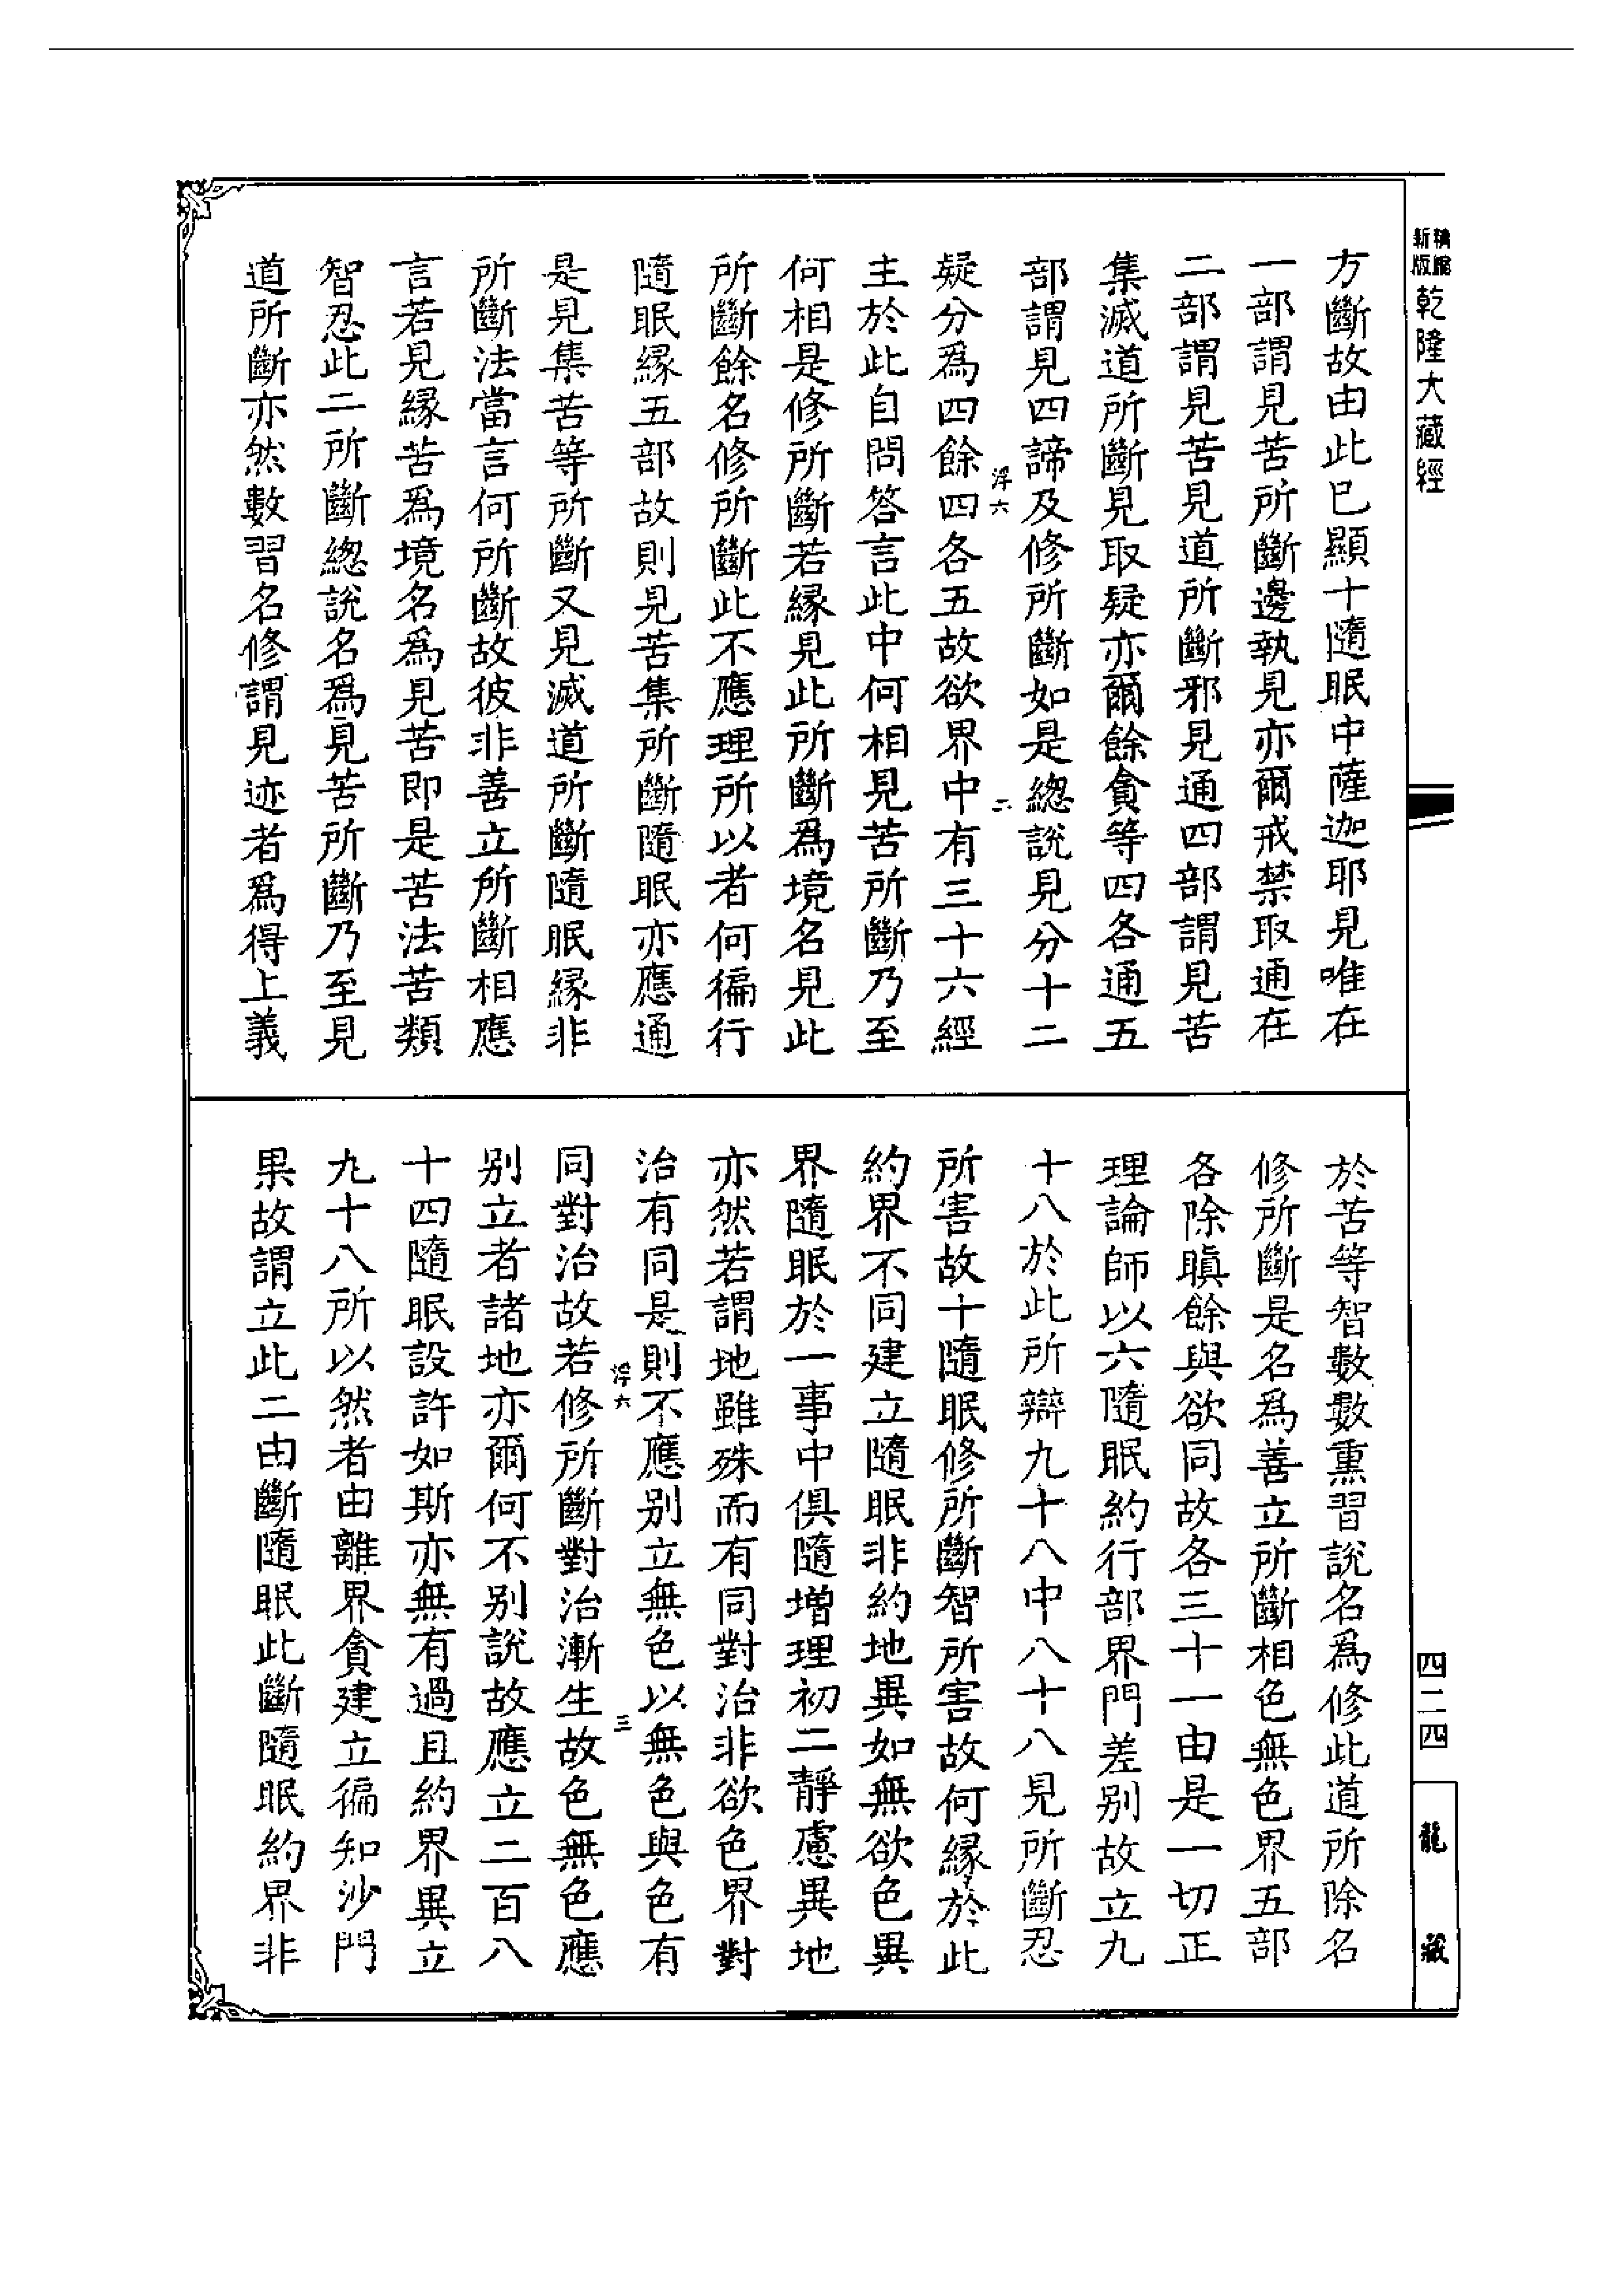 精縮
新版
乾隆大藏經
方斷故由此已顯十隨眠中薩迦耶見唯在
一部謂見苦所斷邊執見亦爾戒禁取通在
二部謂見苦見道所斷邪見通四部謂見苦
集滅道所斷見取疑亦爾餘貪等四各通五
部謂見四諦及修所斷如是緫說見分十二
浮六 二
疑分為四餘四各五故欲界中有三十六經
主於此自問答言此中何相見苦所斷乃至
何相是修所斷若緣見此所斷為境名見此
所斷餘名修所斷此不應理所以者何徧行
隨眠緣五部故則見苦集所斷隨眠亦應通
是見集苦等所斷又見滅道所斷隨眠緣非
所斷法當言何所斷故彼非善立所斷相應
言若見緣苦為境名為見苦即是苦法苦類
智忍此二所斷緫說名為見苦所斷乃至見
道所斷亦然數習名修謂見迹者為得上義
於苦等智數數熏習說名為修此道所除名
修所斷是名為善立所斷相色無色界五部
各除瞋餘與欲同故各三十一由是一切正
理論師以六隨眠約行部界門差別故立九
十八於此所辯九十八中八十八見所斷忍
所害故十隨眠修所斷智所害故何緣於此
約界不同建立隨眠非約地異如無欲色異
界隨眠於一事中俱隨增理初二靜慮異地
亦然若謂地雖殊而有同對治非欲色界對
治有同是則不應別立無色以無色與色有
浮六 三
同對治故若修所斷對治漸生故色無色應
別立者諸地亦爾何不別說故應立二百八
十四隨眠設許如斯亦無有過且約界異立
九十八所以然者由離界貪建立徧知沙門
果故謂立此二由斷隨眠此斷隨眠約界非
四二四
龍藏